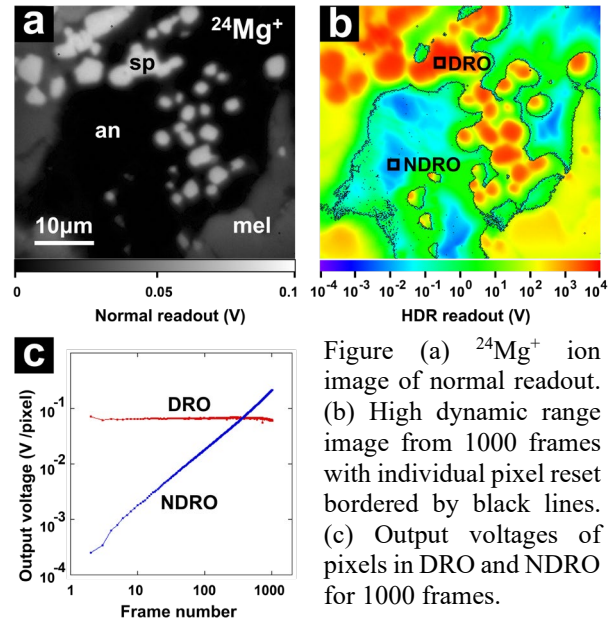 a
²⁴Mg⁺
sp
an
mel
10μm
0 0.05 0.1
Normal readout (V)
b
DRO
NDRO
10⁻⁴ 10⁻³ 10⁻² 10⁻¹ 10⁰ 10¹ 10² 10³ 10⁴
HDR readout (V)
c
Output voltage (V /pixel)
10⁻¹
10⁻²
10⁻³
10⁻⁴
DRO
NDRO
1 10 100 1000
Frame number
Figure (a) ²⁴Mg⁺ ion
image of normal readout.
(b) High dynamic range
image from 1000 frames
with individual pixel reset
bordered by black lines.
(c) Output voltages of
pixels in DRO and NDRO
for 1000 frames.